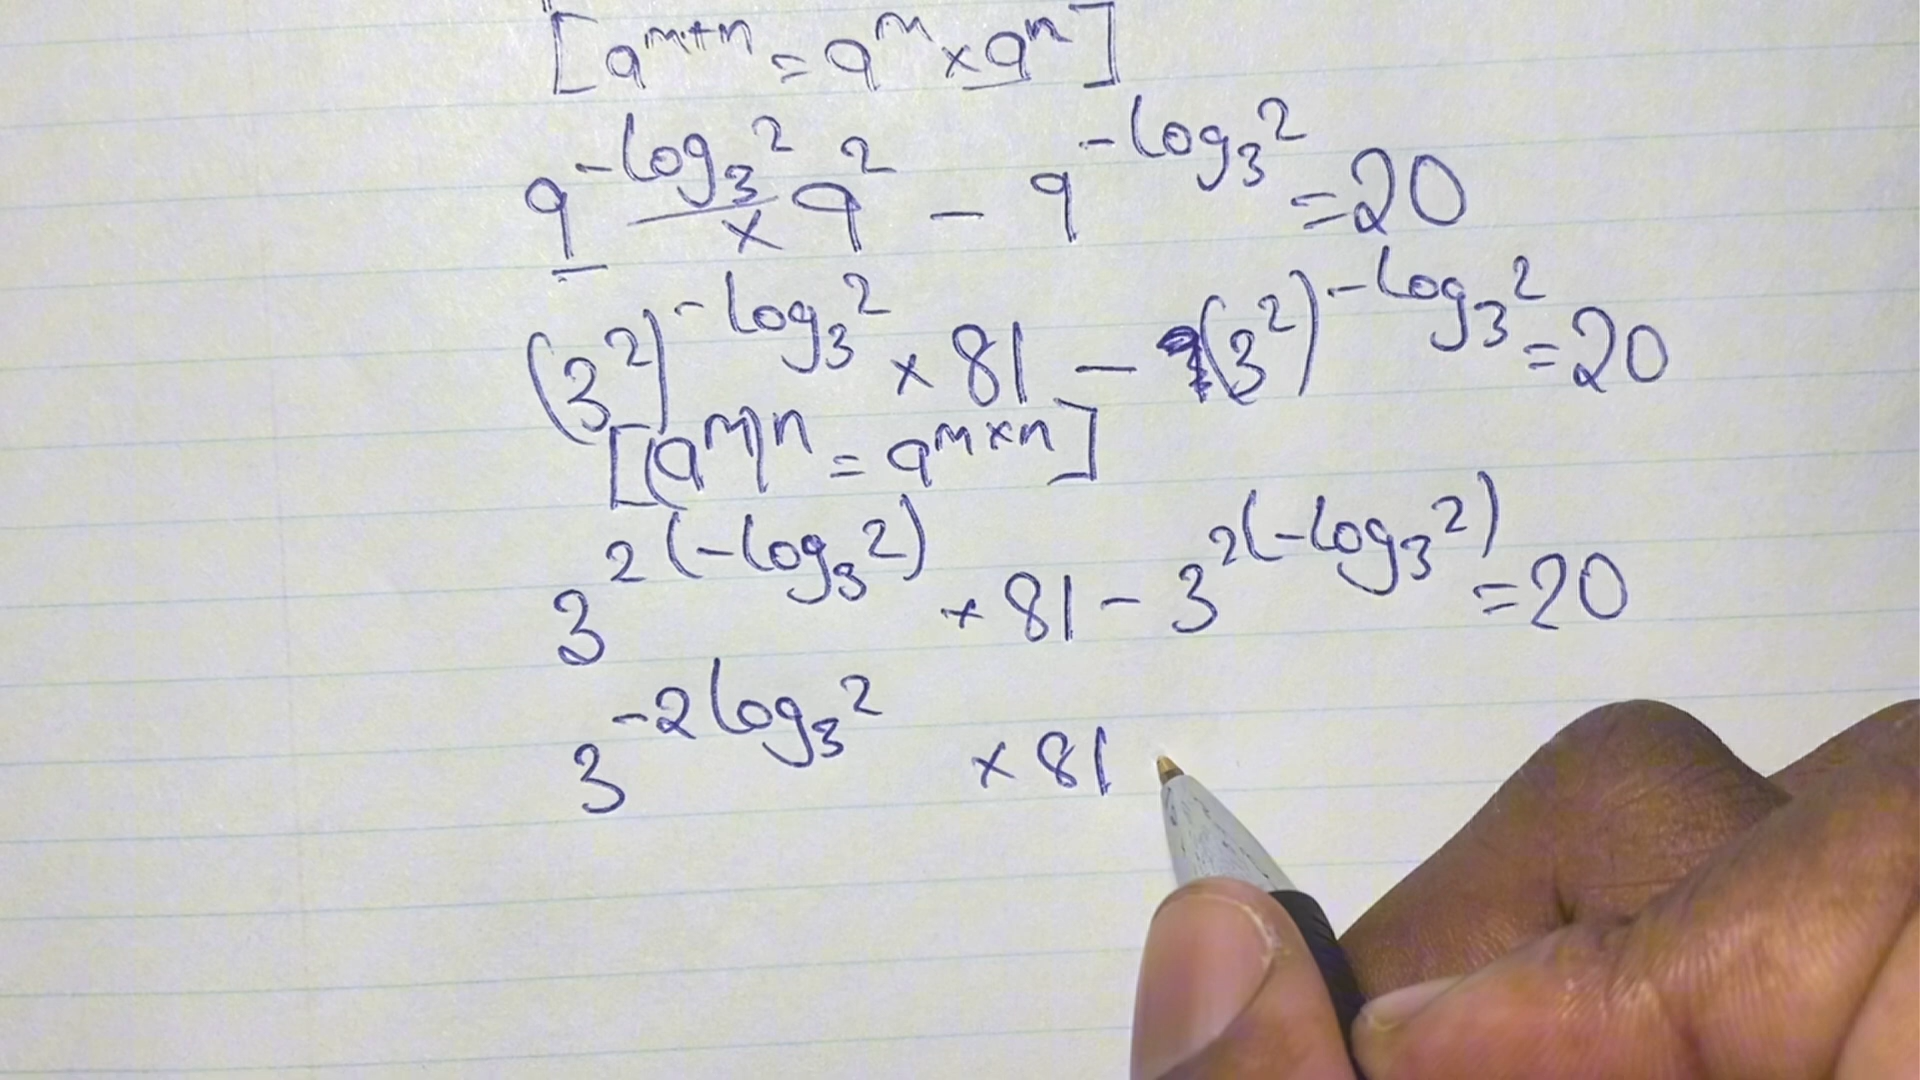 [a^{m+n} = a^m × a^n]
9^{-log_3 2} × 9^2 - 9^{-log_3 2} = 20
(3^2)^{-log_3 2} × 81 - (3^2)^{-log_3 2} = 20
[(a^m)^n = a^{m×n}]
3^{2(-log_3 2)} × 81 - 3^{2(-log_3 2)} = 20
3^{-2log_3 2} × 81